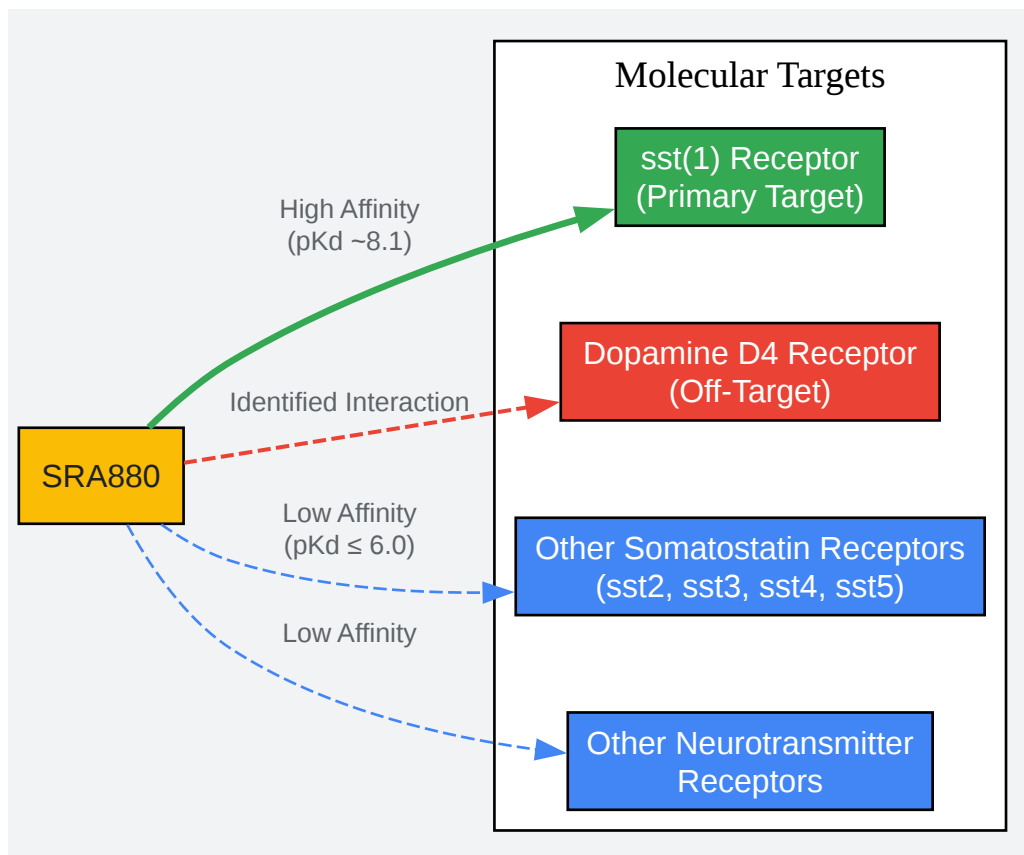 Molecular Targets
sst(1) Receptor
(Primary Target)
High Affinity
(pKd ~8.1)
Dopamine D4 Receptor
(Off-Target)
Identified Interaction
SRA880
Low Affinity
(pKd ≤ 6.0)
Other Somatostatin Receptors
(sst2, sst3, sst4, sst5)
Low Affinity
Other Neurotransmitter
Receptors